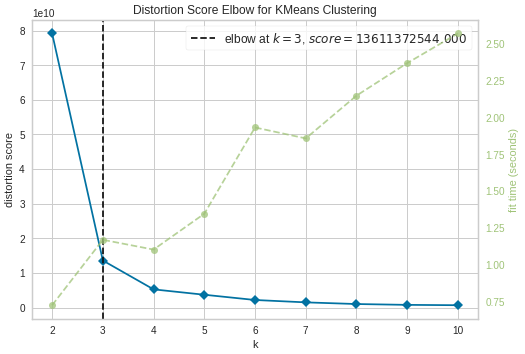 Distortion Score Elbow for KMeans Clustering
1e10
elbow at k = 3, score = 13611372544.000
8
7
6
5
4
3
2
1
0
distortion score
2.50
2.25
2.00
1.75
1.50
1.25
1.00
0.75
fit time (seconds)
2 3 4 5 6 7 8 9 10
k